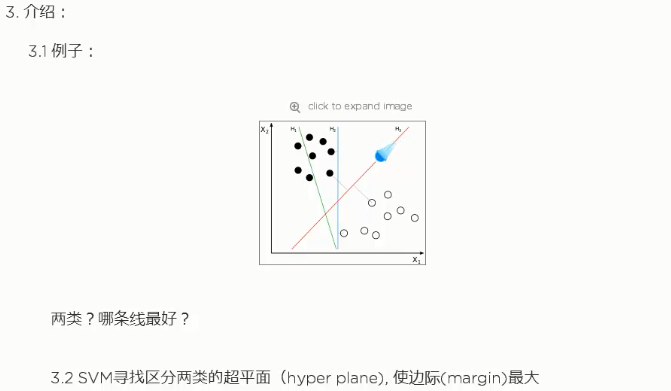 3. 介绍：
3.1 例子：
click to expand image
X₂
H₁ H₂ H₃
X₁
两类？哪条线最好？
3.2 SVM寻找区分两类的超平面（hyper plane), 使边际(margin)最大